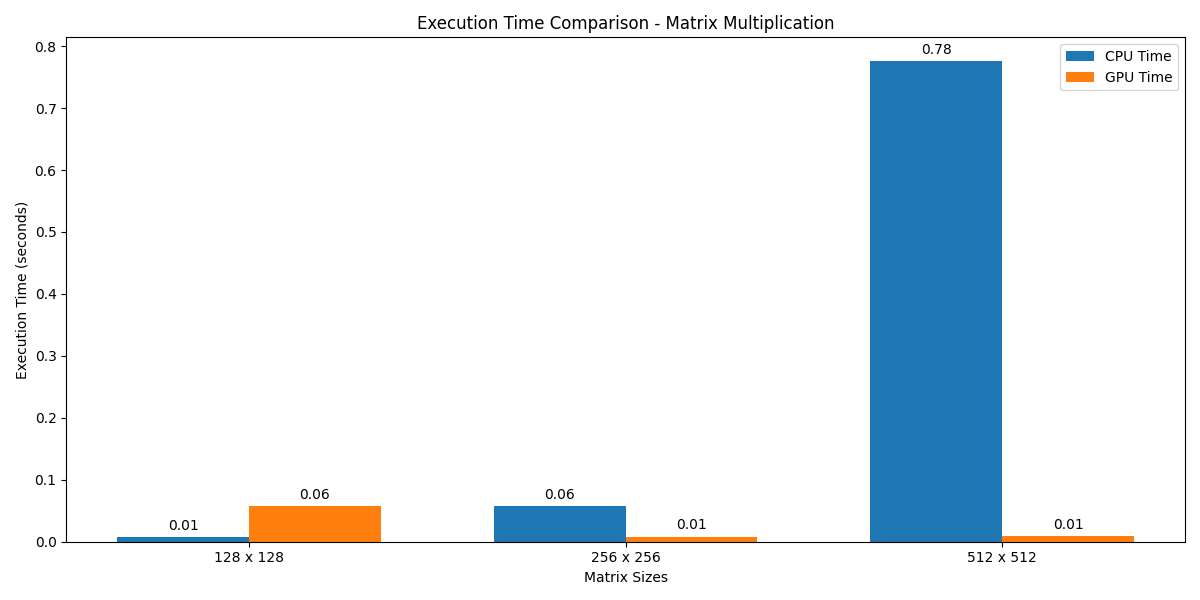 Execution Time Comparison - Matrix Multiplication
CPU Time
GPU Time
Execution Time (seconds)
0.8
0.7
0.6
0.5
0.4
0.3
0.2
0.1
0.0
0.01
0.06
0.06
0.01
0.78
0.01
128 x 128
256 x 256
512 x 512
Matrix Sizes